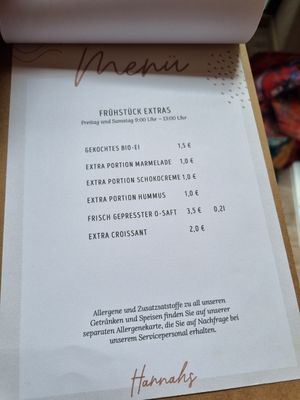 Menü
FRÜHSTÜCK EXTRAS
Freitag und Samstag 9:00 Uhr – 13:00 Uhr
GEKOCHTES BIO-EI 1,5 €
EXTRA PORTION MARMELADE 1,0 €
EXTRA PORTION SCHOKOCREME 1,0 €
EXTRA PORTION HUMMUS 1,0 €
FRISCH GEPRESSTER O-SAFT 3,5 € 0,2l
EXTRA CROISSANT 2,0 €
Allergene und Zusatzsatstoffe zu all unseren
Getränken und Speisen finden Sie auf unserer
separaten Allergenekarte, die Sie auf Nachfrage bei
unserem Servicepersonal erhalten.
Hannahs